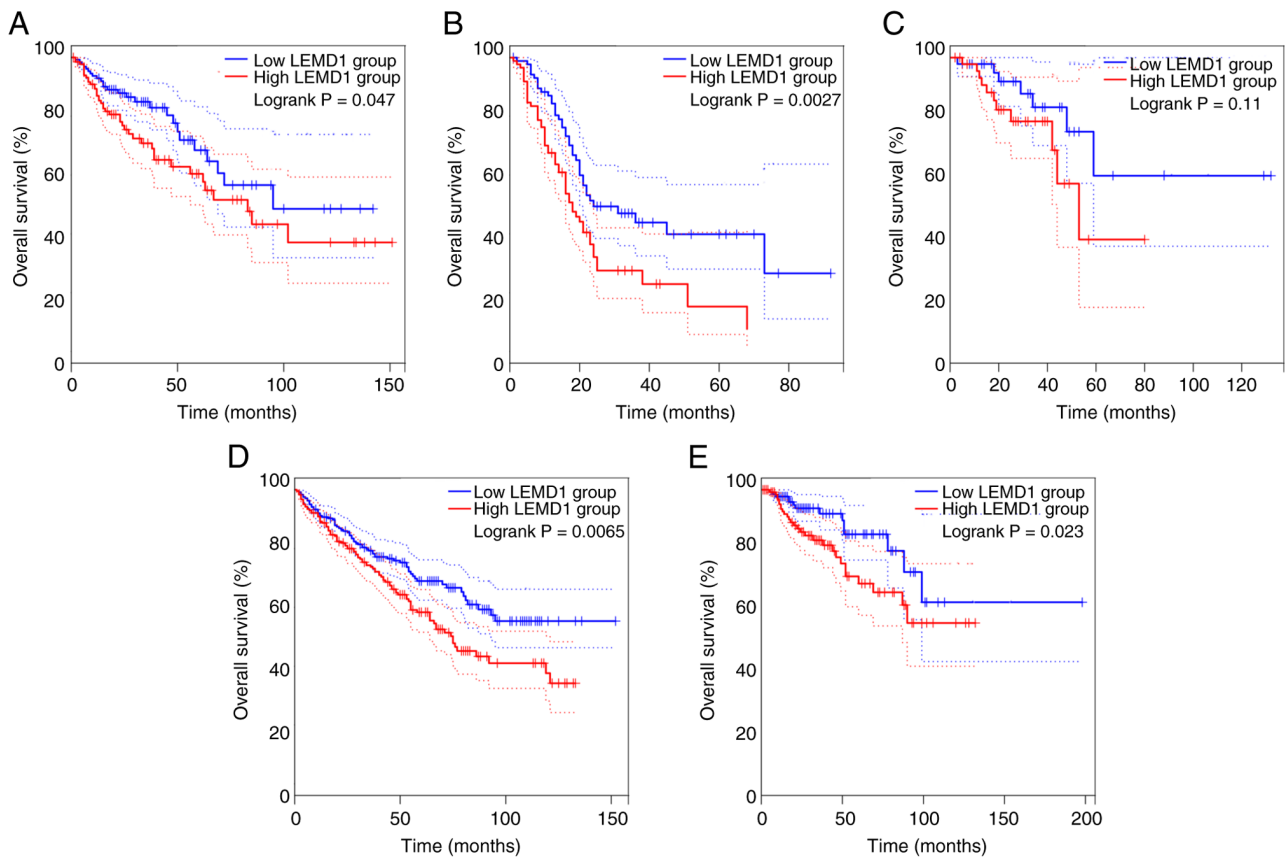 A
100
80
60
40
20
0
Overall survival (%)
Low LEMD1 group
High LEMD1 group
Logrank P = 0.047
0 50 100 150
Time (months)
B
100
80
60
40
20
0
Overall survival (%)
Low LEMD1 group
High LEMD1 group
Logrank P = 0.0027
0 20 40 60 80
Time (months)
C
100
80
60
40
20
0
Overall survival (%)
Low LEMD1 group
High LEMD1 group
Logrank P = 0.11
0 20 40 60 80 100 120
Time (months)
D
100
80
60
40
20
0
Overall survival (%)
Low LEMD1 group
High LEMD1 group
Logrank P = 0.0065
0 50 100 150
Time (months)
E
100
80
60
40
20
0
Overall survival (%)
Low LEMD1 group
High LEMD1 group
Logrank P = 0.023
0 50 100 150 200
Time (months)